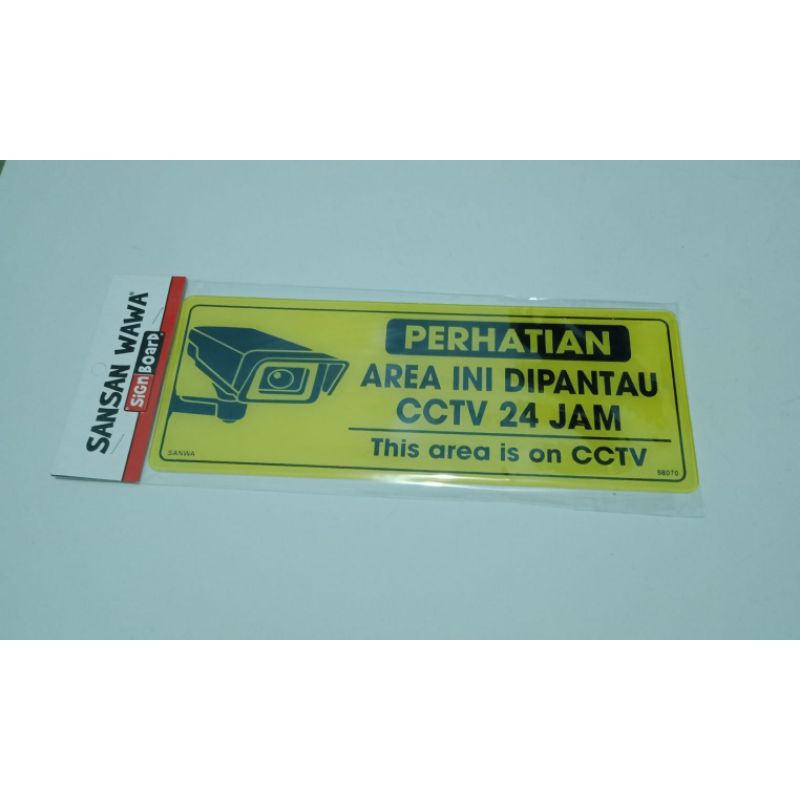 SANSAN WAWA®
SiGN BOARD
PERHATIAN
AREA INI DIPANTAU
CCTV 24 JAM
This area is on CCTV
SANWA
SB070